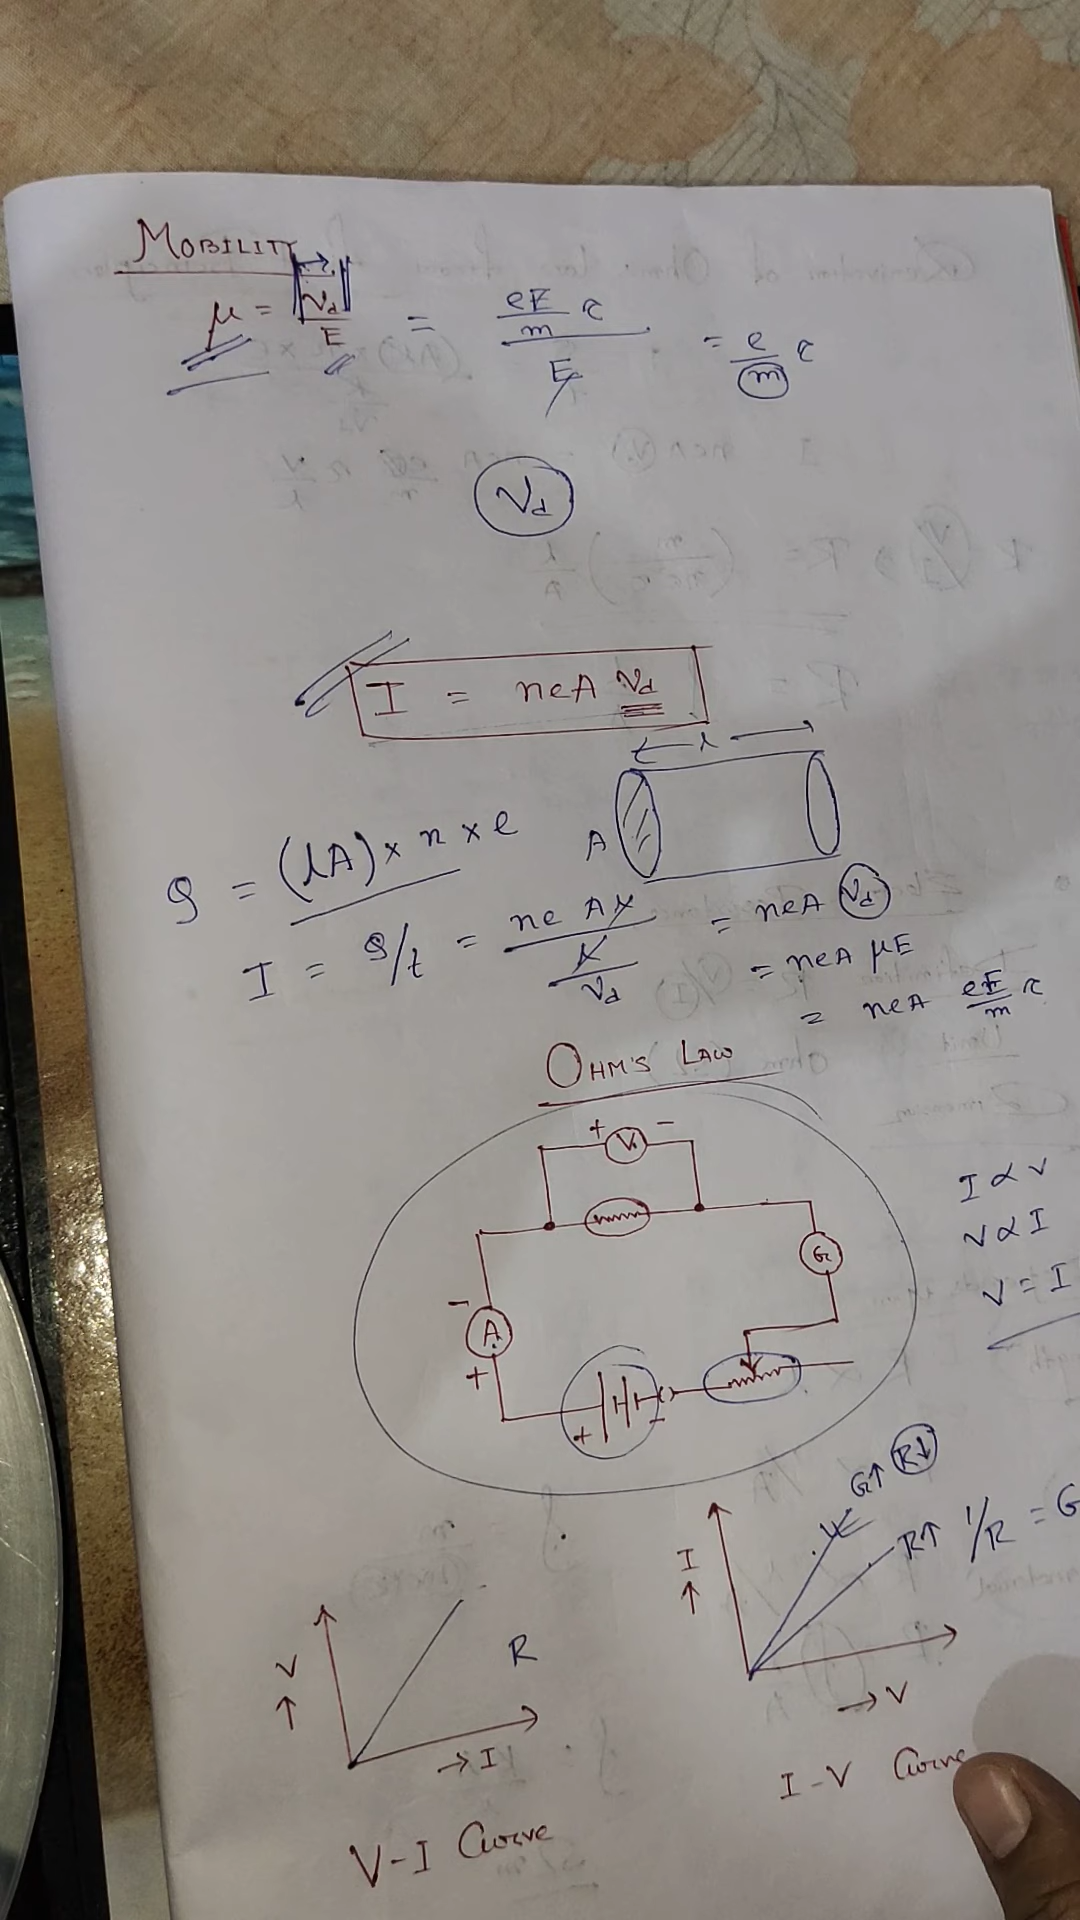 MOBILITY
μ = |v⃗d| / E = (eE/m τ) / E = e/m τ
Vd
I = neA Vd
l
A
Q = (lA) × n × e
I = Q/t = neAl / (l/Vd) = neA Vd
= neA μE
= neA eE/m τ
OHM'S LAW
+ V -
G
- A +
+ -
I ∝ V
V ∝ I
V = I
G↑ R↓
R↑ 1/R = G
I ↑
→ V
V ↑
R
→ I
I-V Curve
V-I Curve